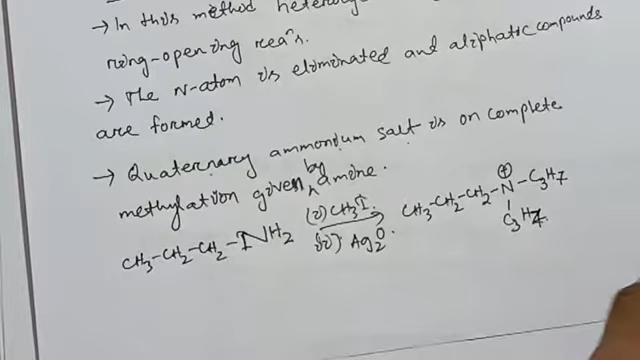 → In this method
ring-opening reaⁿs.
→ The N-atom is eliminated and aliphatic compounds
are formed.
→ Quaternary ammonium salt is on complete
methylation given by amine.
CH₃-CH₂-CH₂-NH₂ (i) CH₃I. (ii) Ag₂O. CH₃-CH₂-CH₂-N⊕-C₃H₇
C₃H₇.